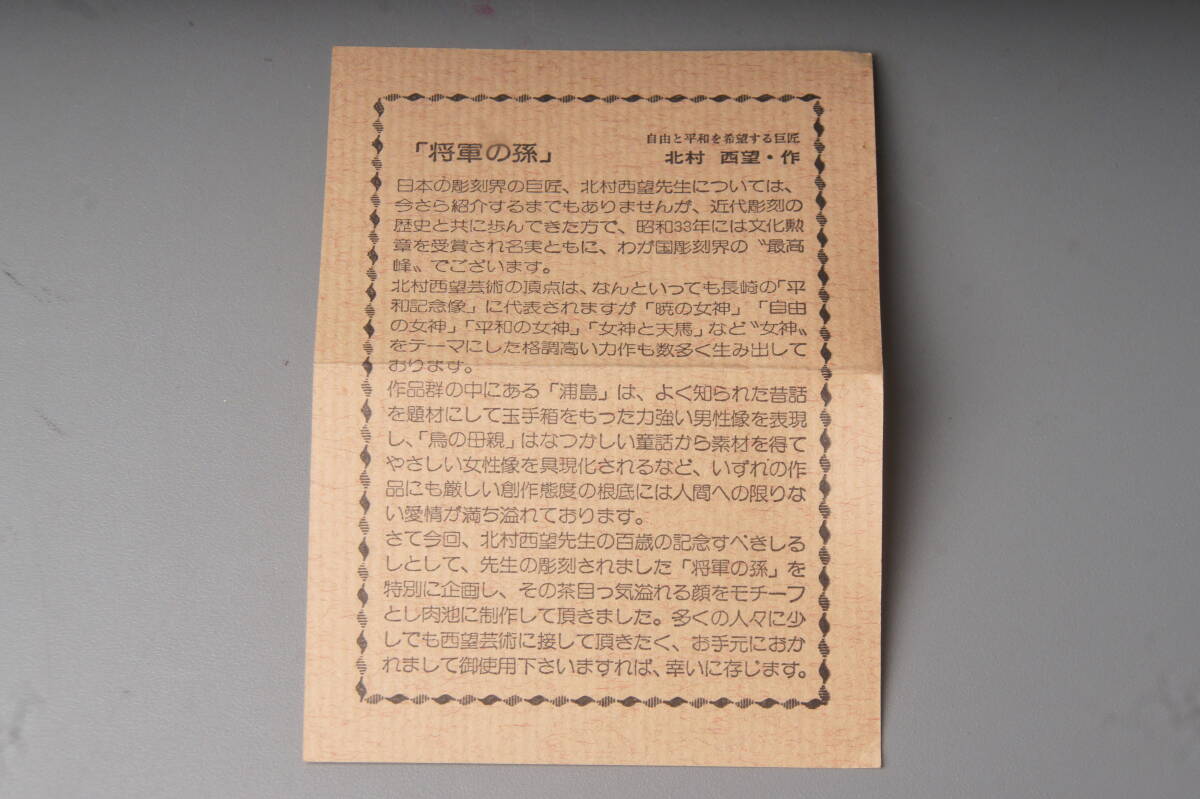 「将軍の孫」
自由と平和を希望する巨匠
北村 西望・作
日本の彫刻界の巨匠、北村西望先生については、
今さら紹介するまでもありませんが、近代彫刻の
歴史と共に歩んできた方で、昭和33年には文化勲
章を受賞され名実ともに、わが国彫刻界の〝最高
峰〟でございます。
北村西望芸術の頂点は、なんといっても長崎の「平
和記念像」に代表されますが「暁の女神」「自由
の女神」「平和の女神」「女神と天馬」など〝女神〟
をテーマにした格調高い力作も数多く生み出して
おります。
作品群の中にある「浦島」は、よく知られた昔話
を題材にして玉手箱をもった力強い男性像を表現
し、「烏の母親」はなつかしい童話から素材を得て
やさしい女性像を具現化されるなど、いずれの作
品にも厳しい創作態度の根底には人間への限りな
い愛情が満ち溢れております。
さて今回、北村西望先生の百歳の記念すべきしる
しとして、先生の彫刻されました「将軍の孫」を
特別に企画し、その茶目っ気溢れる顔をモチーフ
とし肉池に制作して頂きました。多くの人々に少
しでも西望芸術に接して頂きたく、お手元におか
れまして御使用下さいますれば、幸いに存じます。